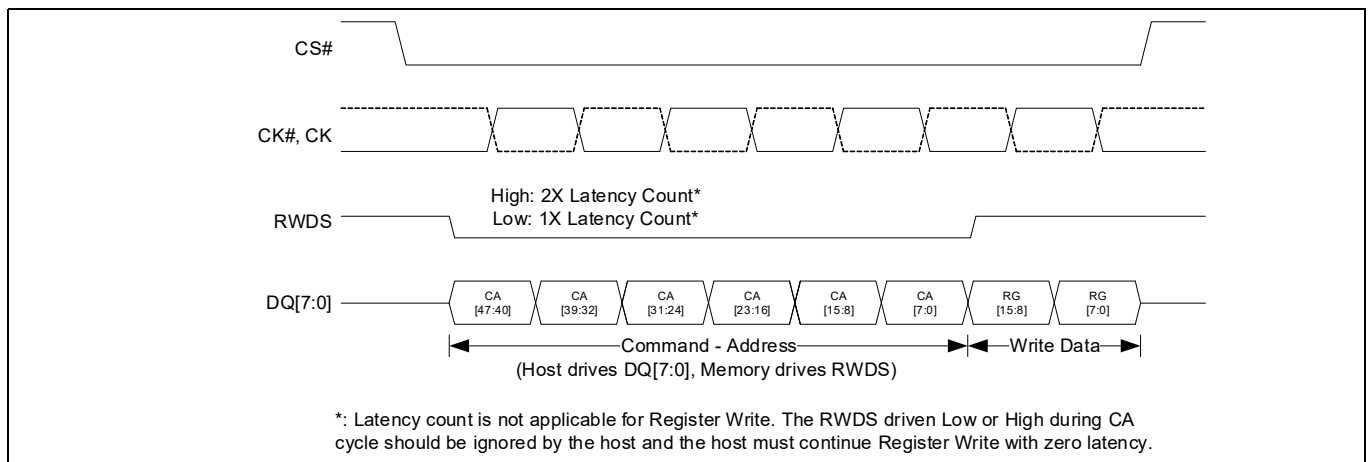 CS#
CK#, CK
High: 2X Latency Count*
Low: 1X Latency Count*
RWDS
DQ[7:0]
CA CA CA CA CA CA RG RG
[47:40] [39:32] [31:24] [23:16] [15:8] [7:0] [15:8] [7:0]
Command - Address Write Data
(Host drives DQ[7:0], Memory drives RWDS)
*: Latency count is not applicable for Register Write. The RWDS driven Low or High during CA
cycle should be ignored by the host and the host must continue Register Write with zero latency.